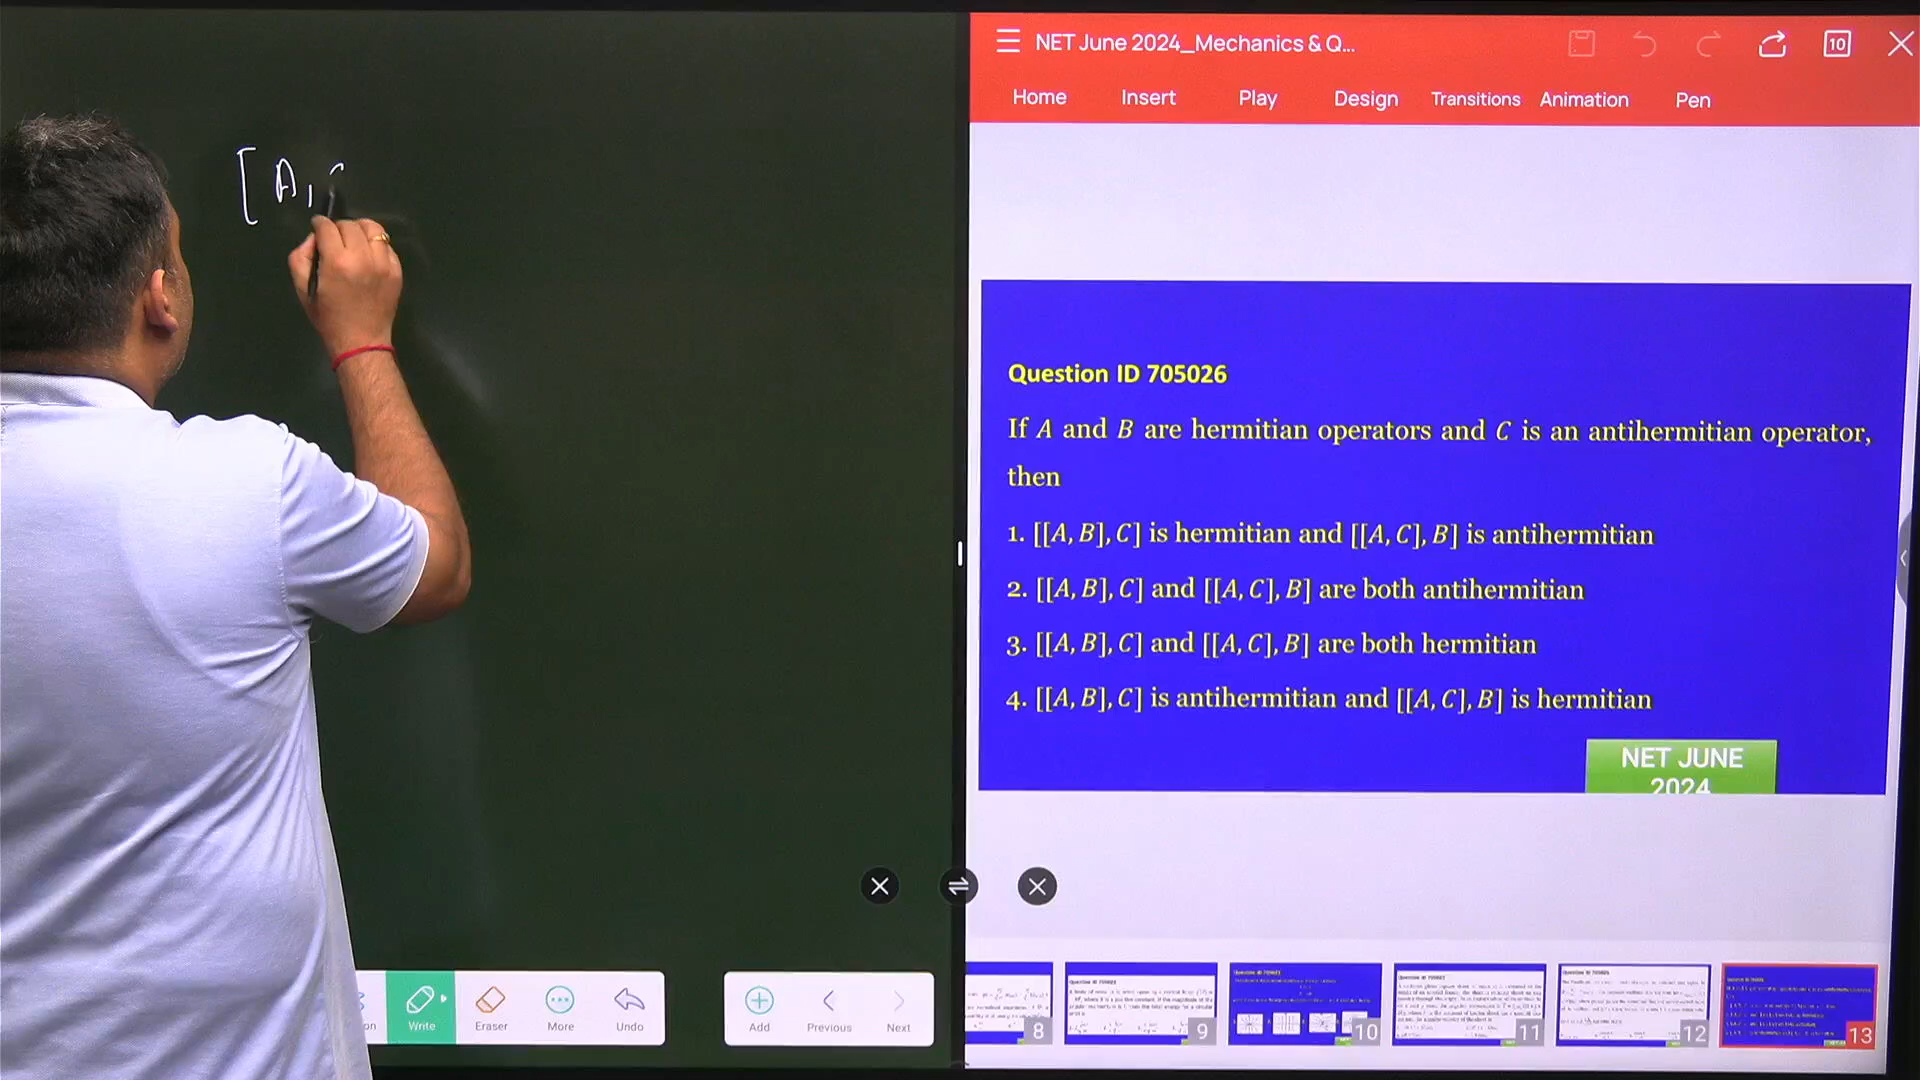 [ A,
NET June 2024_Mechanics & Q...
10
Home Insert Play Design Transitions Animation Pen
Question ID 705026
If A and B are hermitian operators and C is an antihermitian operator,
then
1. [[A, B], C] is hermitian and [[A, C], B] is antihermitian
2. [[A, B], C] and [[A, C], B] are both antihermitian
3. [[A, B], C] and [[A, C], B] are both hermitian
4. [[A, B], C] is antihermitian and [[A, C], B] is hermitian
NET JUNE
2024
on Write Eraser More Undo Add Previous Next
8 9 10 11 12 13